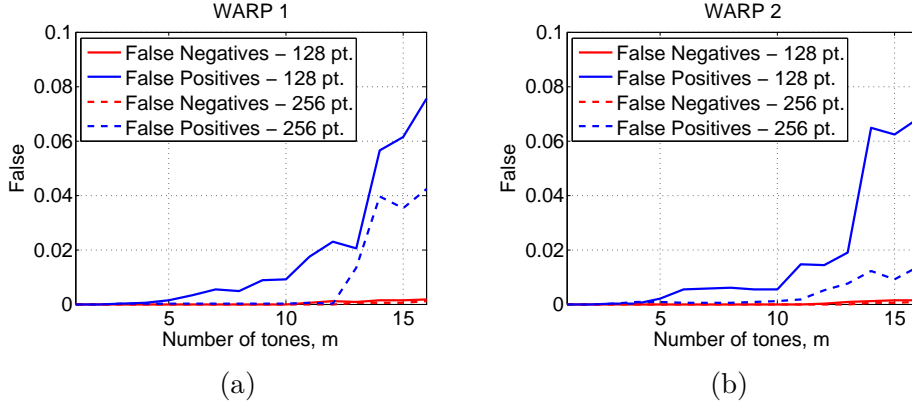 WARP 1
0.1
0.08
0.06
0.04
0.02
0
False
False Negatives − 128 pt.
False Positives − 128 pt.
False Negatives − 256 pt.
False Positives − 256 pt.
5
10
15
Number of tones, m
(a)
WARP 2
0.1
0.08
0.06
0.04
0.02
0
False
False Negatives − 128 pt.
False Positives − 128 pt.
False Negatives − 256 pt.
False Positives − 256 pt.
5
10
15
Number of tones, m
(b)